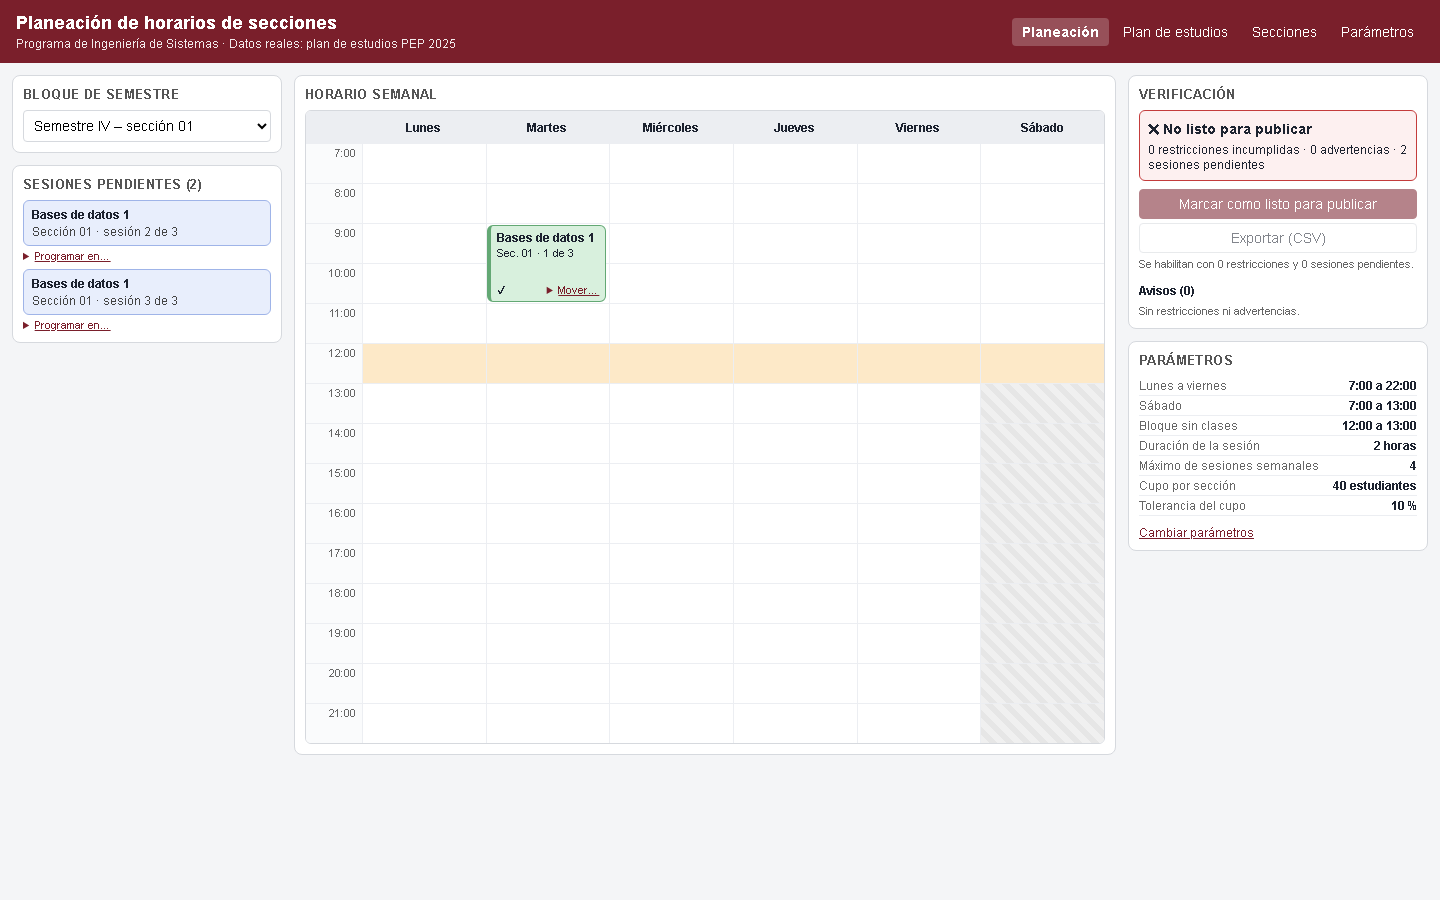 Planeación de horarios de secciones
Programa de Ingeniería de Sistemas · Datos reales: plan de estudios PEP 2025
Planeación
Plan de estudios
Secciones
Parámetros
BLOQUE DE SEMESTRE
Semestre IV – sección 01
SESIONES PENDIENTES (2)
Bases de datos 1
Sección 01 · sesión 2 de 3
Programar en...
Bases de datos 1
Sección 01 · sesión 3 de 3
Programar en...
HORARIO SEMANAL
Lunes Martes Miércoles Jueves Viernes Sábado
7:00
8:00
9:00
10:00
11:00
12:00
13:00
14:00
15:00
16:00
17:00
18:00
19:00
20:00
21:00
Bases de datos 1
Sec. 01 · 1 de 3
✓ Mover...
VERIFICACIÓN
✕ No listo para publicar
0 restricciones incumplidas · 0 advertencias · 2
sesiones pendientes
Marcar como listo para publicar
Exportar (CSV)
Se habilitan con 0 restricciones y 0 sesiones pendientes.
Avisos (0)
Sin restricciones ni advertencias.
PARÁMETROS
Lunes a viernes 7:00 a 22:00
Sábado 7:00 a 13:00
Bloque sin clases 12:00 a 13:00
Duración de la sesión 2 horas
Máximo de sesiones semanales 4
Cupo por sección 40 estudiantes
Tolerancia del cupo 10 %
Cambiar parámetros